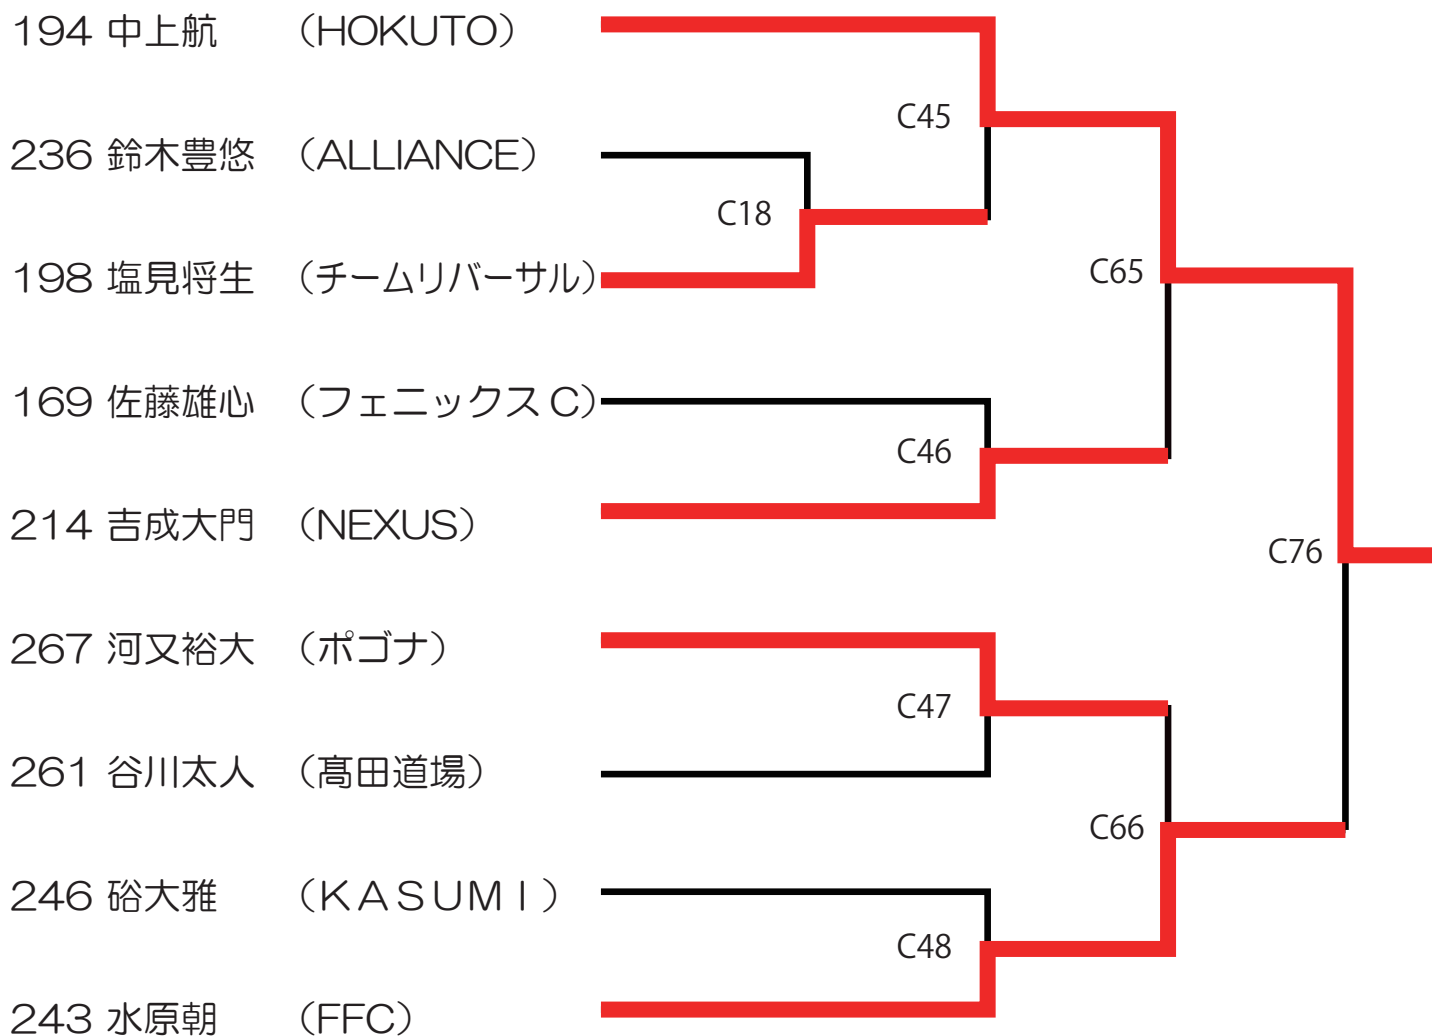 194 中上航 （HOKUTO）
C45
236 鈴木豊悠 （ALLIANCE）
C18
198 塩見将生 （チームリバーサル）
C65
169 佐藤雄心 （フェニックスC）
C46
214 吉成大門 （NEXUS）
C76
267 河又裕大 （ポゴナ）
C47
261 谷川太人 （髙田道場）
C66
246 硲大雅 （KASUMI）
C48
243 水原朝 （FFC）